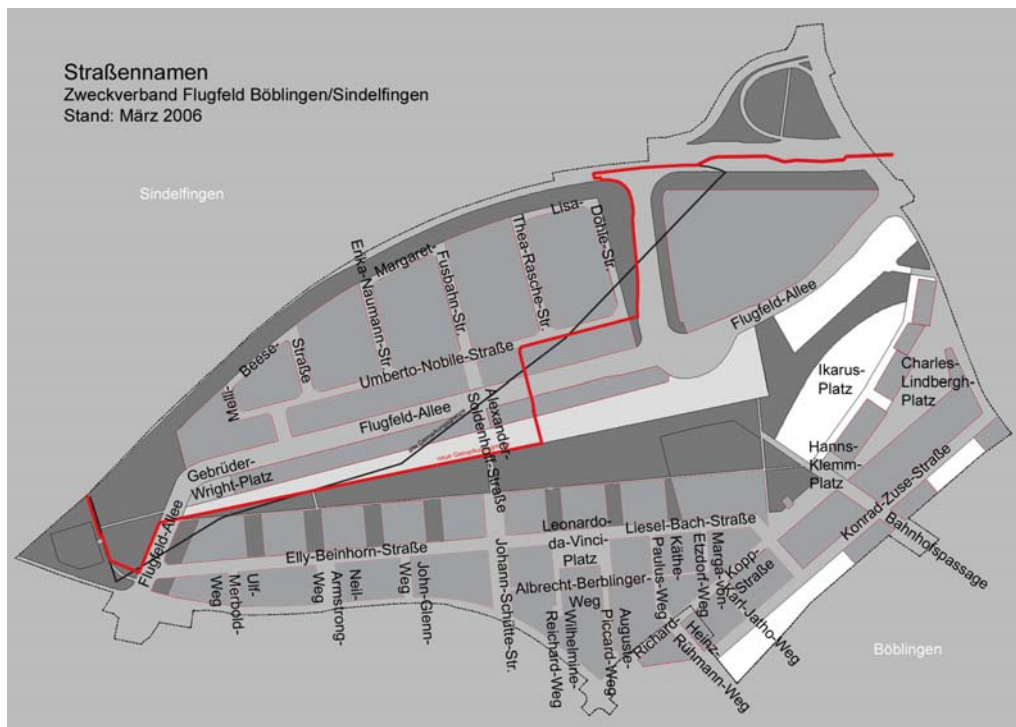 Straßennamen
Zweckverband Flugfeld Böblingen/Sindelfingen
Stand: März 2006
Sindelfingen
Lisa-
Döhle-Str.
Thea-Rasche-Str.
Margaret-
Fusbahn-Str.
Erika-Naumann-Str.
Beese-
Straße
Melli-
Umberto-Nobile-Straße
Flugfeld-Allee
Flugfeld-Allee
Ikarus-
Platz
Charles-
Lindbergh-
Platz
Hanns-
Klemm-
Platz
Alexander-
Soldenhoff-Straße
alte Gemarkungsgrenze
neue Gemarkungs
Gebrüder-
Wright-Platz
Flugfeld-Allee
Elly-Beinhorn-Straße
Ulf-
Merbold-
Weg
Neil-
Armstrong-
Weg
John-Glenn-
Weg
Johann-Schütte-Str.
Leonardo-
da-Vinci-
Platz
Liesel-Bach-Straße
Albrecht-Berblinger-
Weg
Wilhelmine-
Reichard-Weg
Auguste-
Piccard-Weg
Käthe-
Paulus-Weg
Marga-von-
Etzdorf-Weg
Kopp-
Straße
Richard-
Heinz-
Rühmann-Weg
Karl-Jatho-Weg
Konrad-Zuse-Straße
Bahnhofspassage
Böblingen